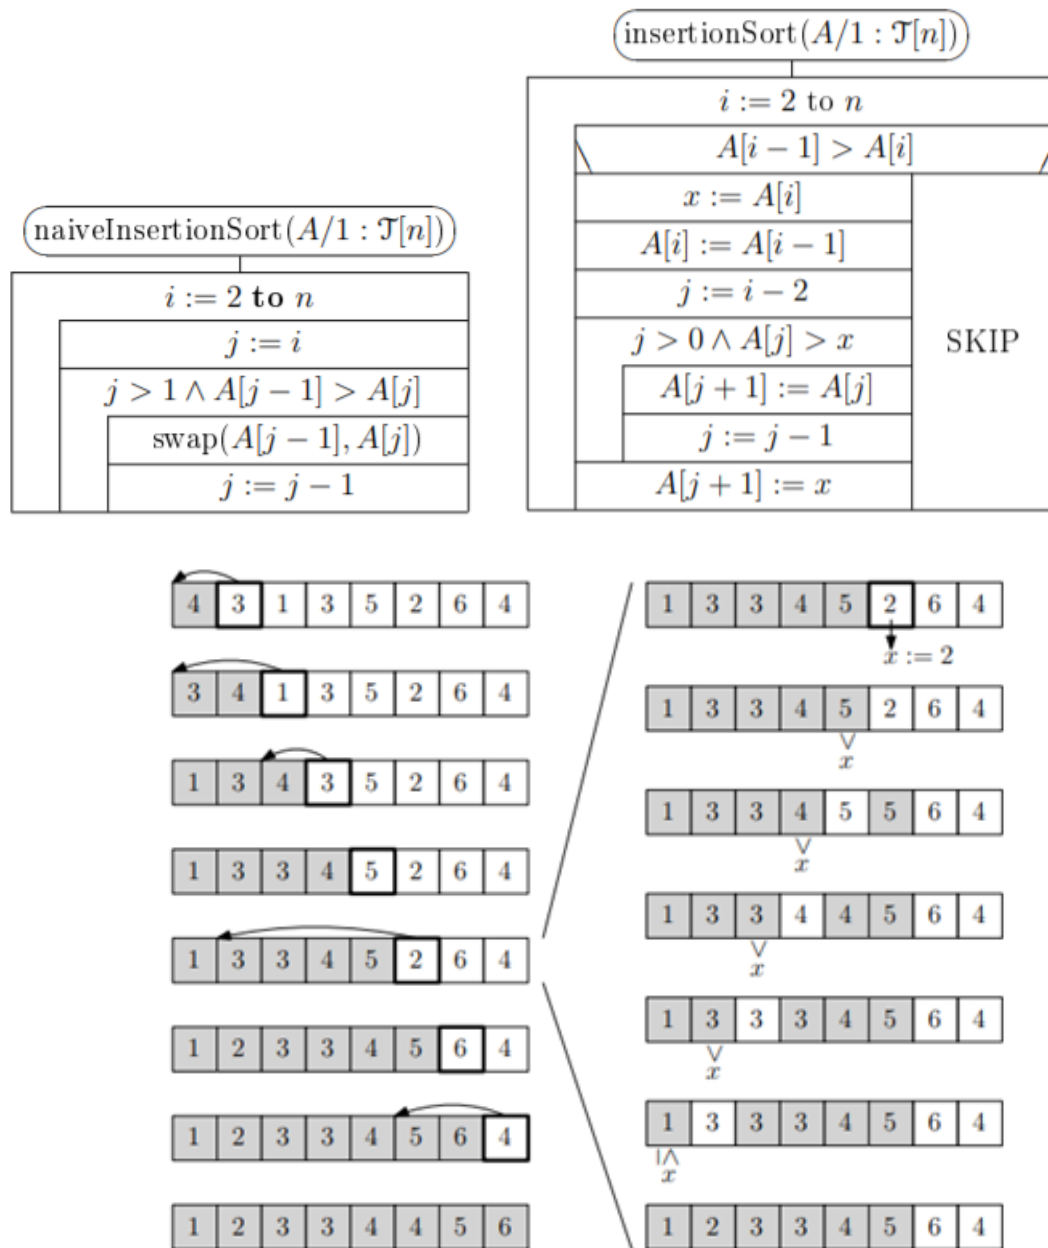 naiveInsertionSort(A/1 : 𝒯[n])
i := 2 to n
j := i
j > 1 ∧ A[j − 1] > A[j]
swap(A[j − 1], A[j])
j := j − 1
insertionSort(A/1 : 𝒯[n])
i := 2 to n
A[i − 1] > A[i]
x := A[i]
A[i] := A[i − 1]
j := i − 2
j > 0 ∧ A[j] > x
A[j + 1] := A[j]
j := j − 1
A[j + 1] := x
SKIP
4 3 1 3 5 2 6 4
3 4 1 3 5 2 6 4
1 3 4 3 5 2 6 4
1 3 3 4 5 2 6 4
1 3 3 4 5 2 6 4
1 2 3 3 4 5 6 4
1 2 3 3 4 5 6 4
1 2 3 3 4 4 5 6
1 3 3 4 5 2 6 4
x := 2
1 3 3 4 5 2 6 4
∨
x
1 3 3 4 5 5 6 4
∨
x
1 3 3 4 4 5 6 4
∨
x
1 3 3 3 4 5 6 4
∨
x
1 3 3 3 4 5 6 4
I∧
x
1 2 3 3 4 5 6 4